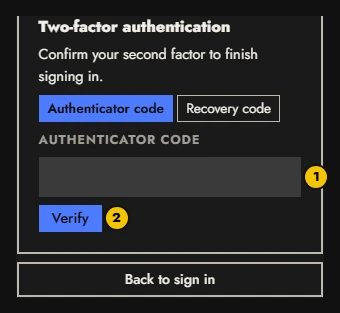 Two-factor authentication
Confirm your second factor to finish
signing in.
Authenticator code Recovery code
AUTHENTICATOR CODE
1
Verify 2
Back to sign in